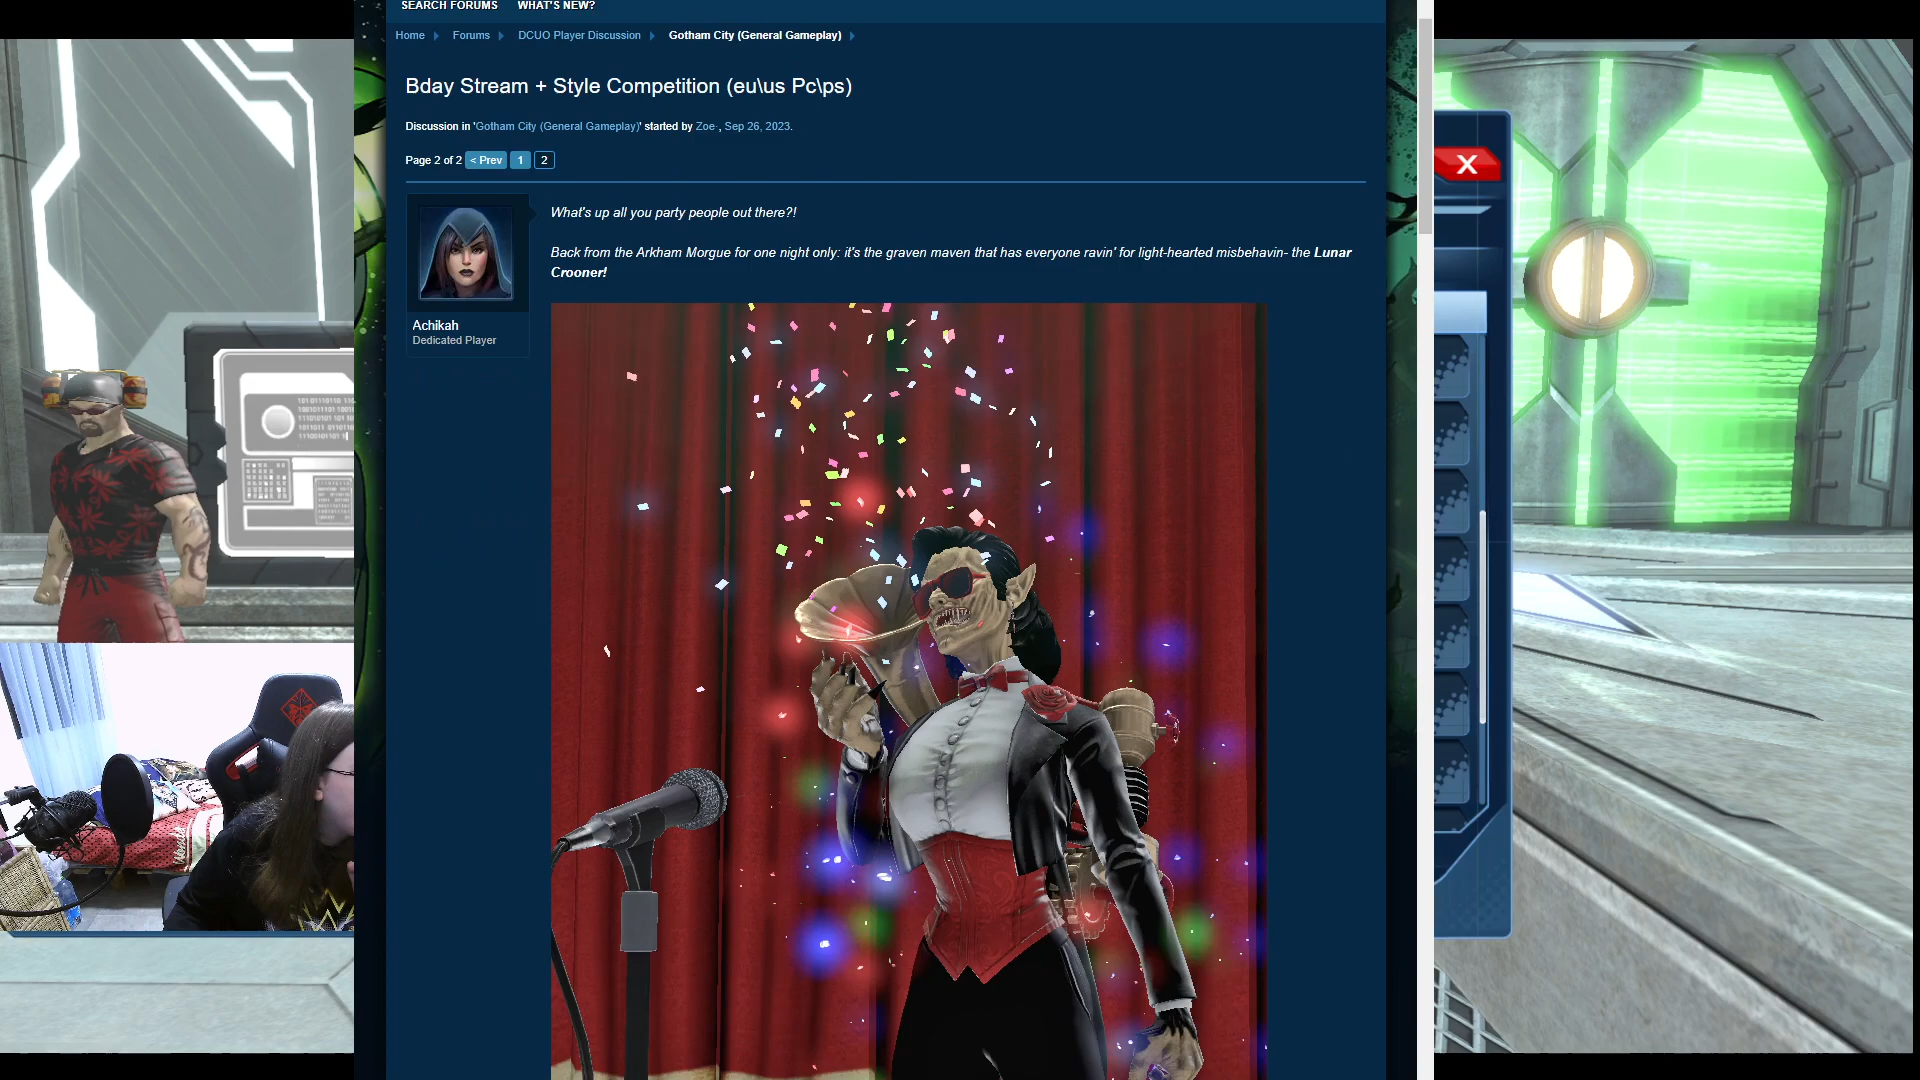 SEARCH FORUMS WHAT'S NEW?
Home Forums DCUO Player Discussion Gotham City (General Gameplay)
Bday Stream + Style Competition (eu\us Pc\ps)
Discussion in 'Gotham City (General Gameplay)' started by Zoe-, Sep 26, 2023.
Page 2 of 2 < Prev 1 2
What's up all you party people out there?!
Back from the Arkham Morgue for one night only: it's the graven maven that has everyone ravin' for light-hearted misbehavin- the Lunar
Crooner!
Achikah
Dedicated Player
X